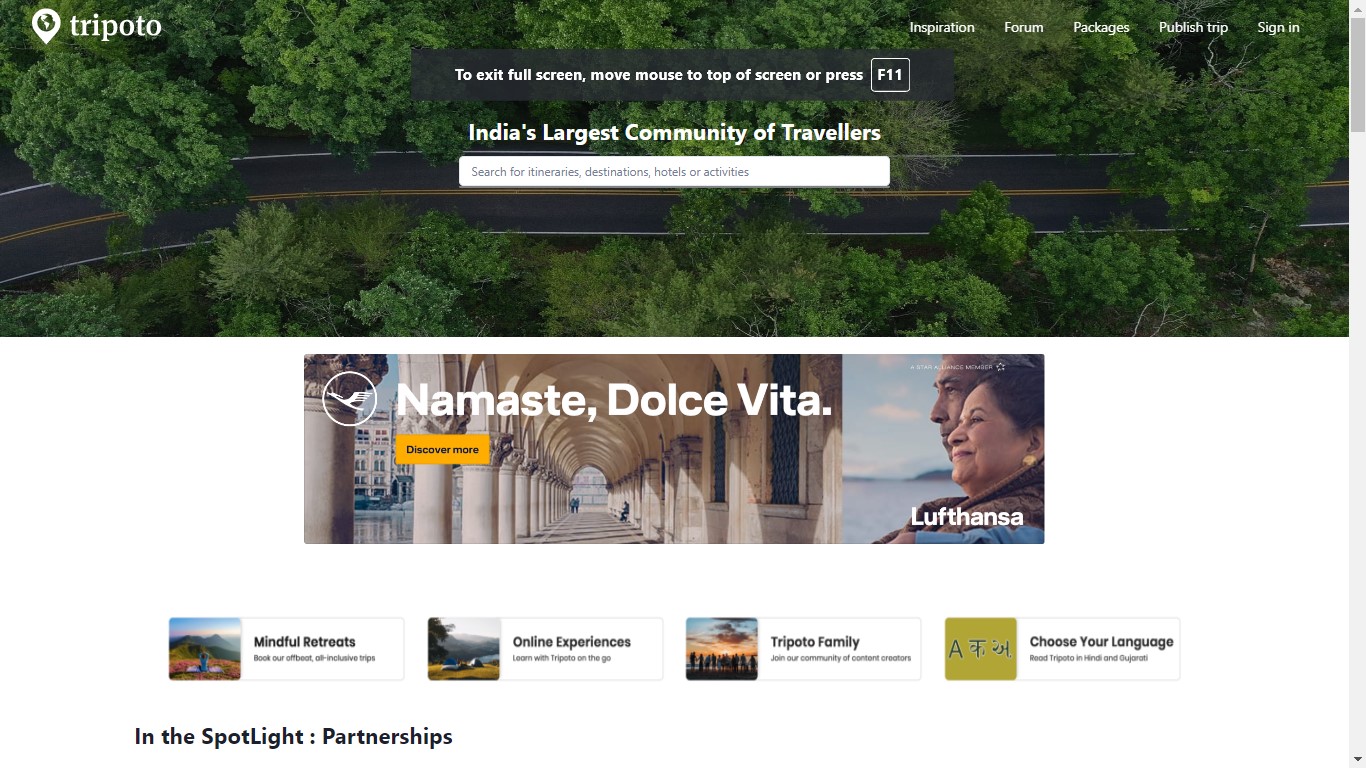 tripoto
Inspiration
Forum
Packages
Publish trip
Sign in
To exit full screen, move mouse to top of screen or press F11
India's Largest Community of Travellers
Search for itineraries, destinations, hotels or activities
A STAR ALLIANCE MEMBER
Namaste, Dolce Vita.
Discover more
Lufthansa
Mindful Retreats
Book our offbeat, all-inclusive trips
Online Experiences
Learn with Tripoto on the go
Tripoto Family
Join our community of content creators
A क અ
Choose Your Language
Read Tripoto in Hindi and Gujarati
In the SpotLight : Partnerships